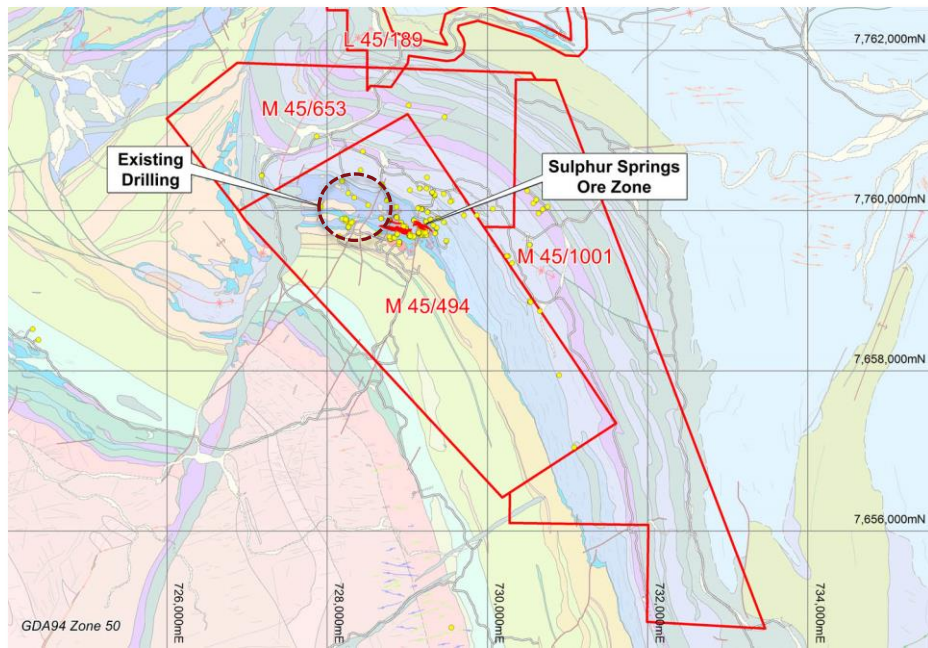 L 45/189
7,762,000mN
M 45/653
Existing
Drilling
Sulphur Springs
Ore Zone
7,760,000mN
M 45/1001
M 45/494
7,658,000mN
7,656,000mN
726,000mE
728,000mE
730,000mE
732,000mE
734,000mE
GDA94 Zone 50